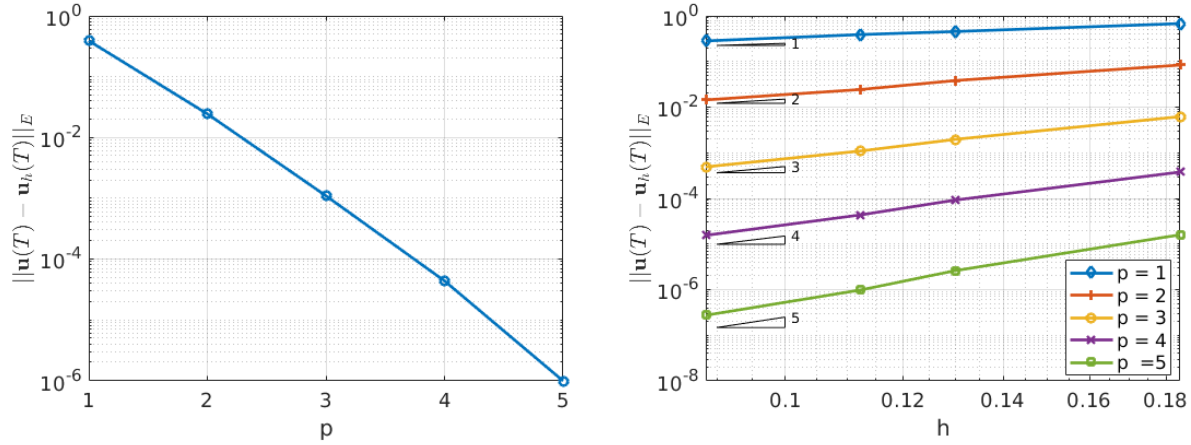 10^0
10^-2
10^-4
10^-6
||u(T) − u_h(T)||_E
1 2 3 4 5
p
10^0
10^-2
10^-4
10^-6
10^-8
||u(T) − u_h(T)||_E
1
2
3
4
5
p = 1
p = 2
p = 3
p = 4
p =5
0.1 0.12 0.14 0.16 0.18
h